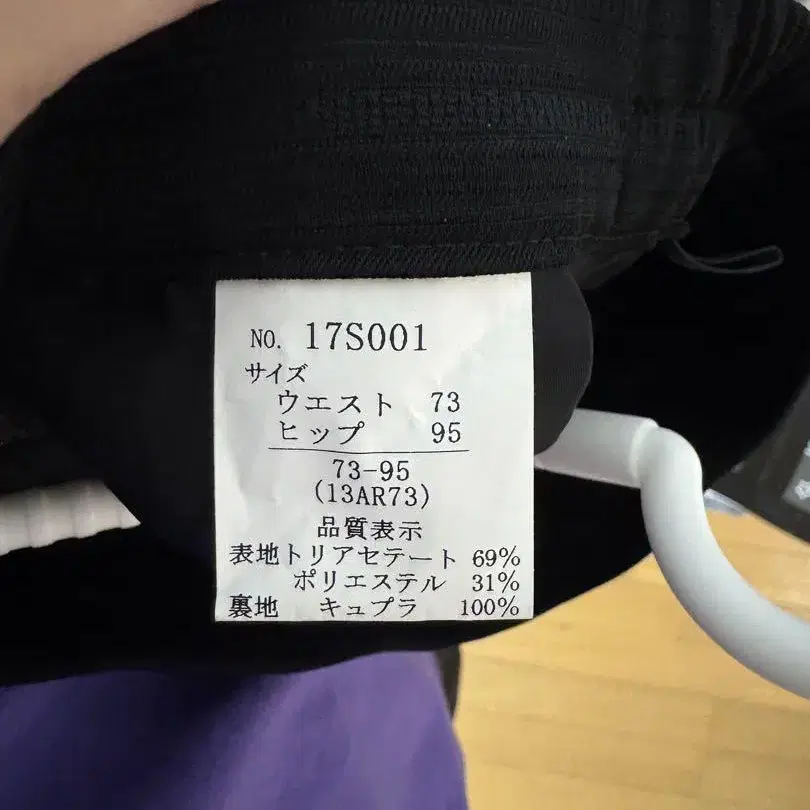 NO. 17S001
サイズ
ウエスト 73
ヒップ 95
73-95
(13AR73)
品質表示
表地トリアセテート 69%
ポリエステル 31%
裏地 キュプラ 100%